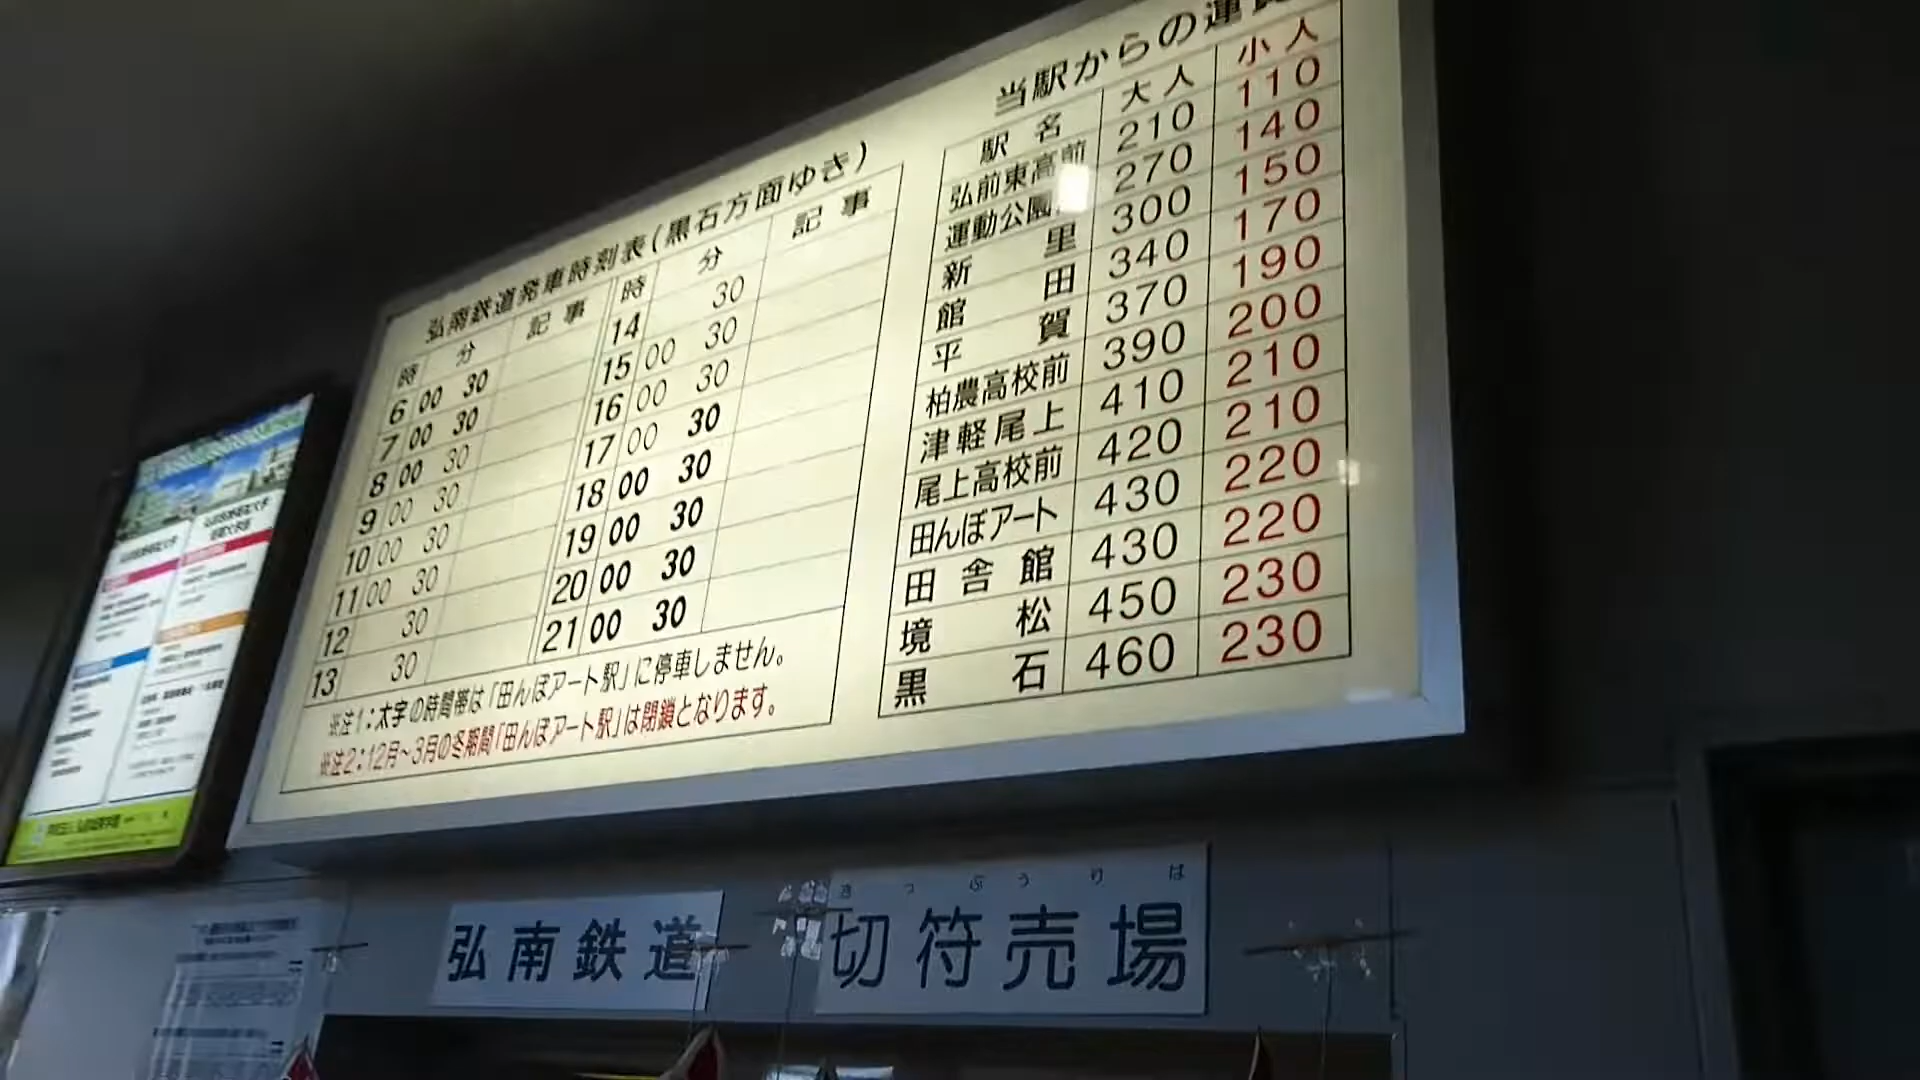 弘南鉄道発車時刻表(黒石方面ゆき)
時 分 記事 時 分 記事
6 00 30 14 30
7 00 30 15 00 30
8 00 30 16 00 30
9 00 30 17 00 30
10 00 30 18 00 30
11 00 30 19 00 30
12 30 20 00 30
13 30 21 00 30
※注1:太字の時間帯は「田んぼアート駅」に停車しません。
※注2:12月~3月の冬期間「田んぼアート駅」は閉鎖となります。
当駅からの運賃
駅名 大人 小人
弘前東高前 210 110
運動公園前 270 140
新里 300 150
館田 340 170
平賀 370 190
柏農高校前 390 200
津軽尾上 410 210
尾上高校前 420 210
田んぼアート 430 220
田舎館 430 220
境松 450 230
黒石 460 230
弘南鉄道
きっぷうりば
切符売場